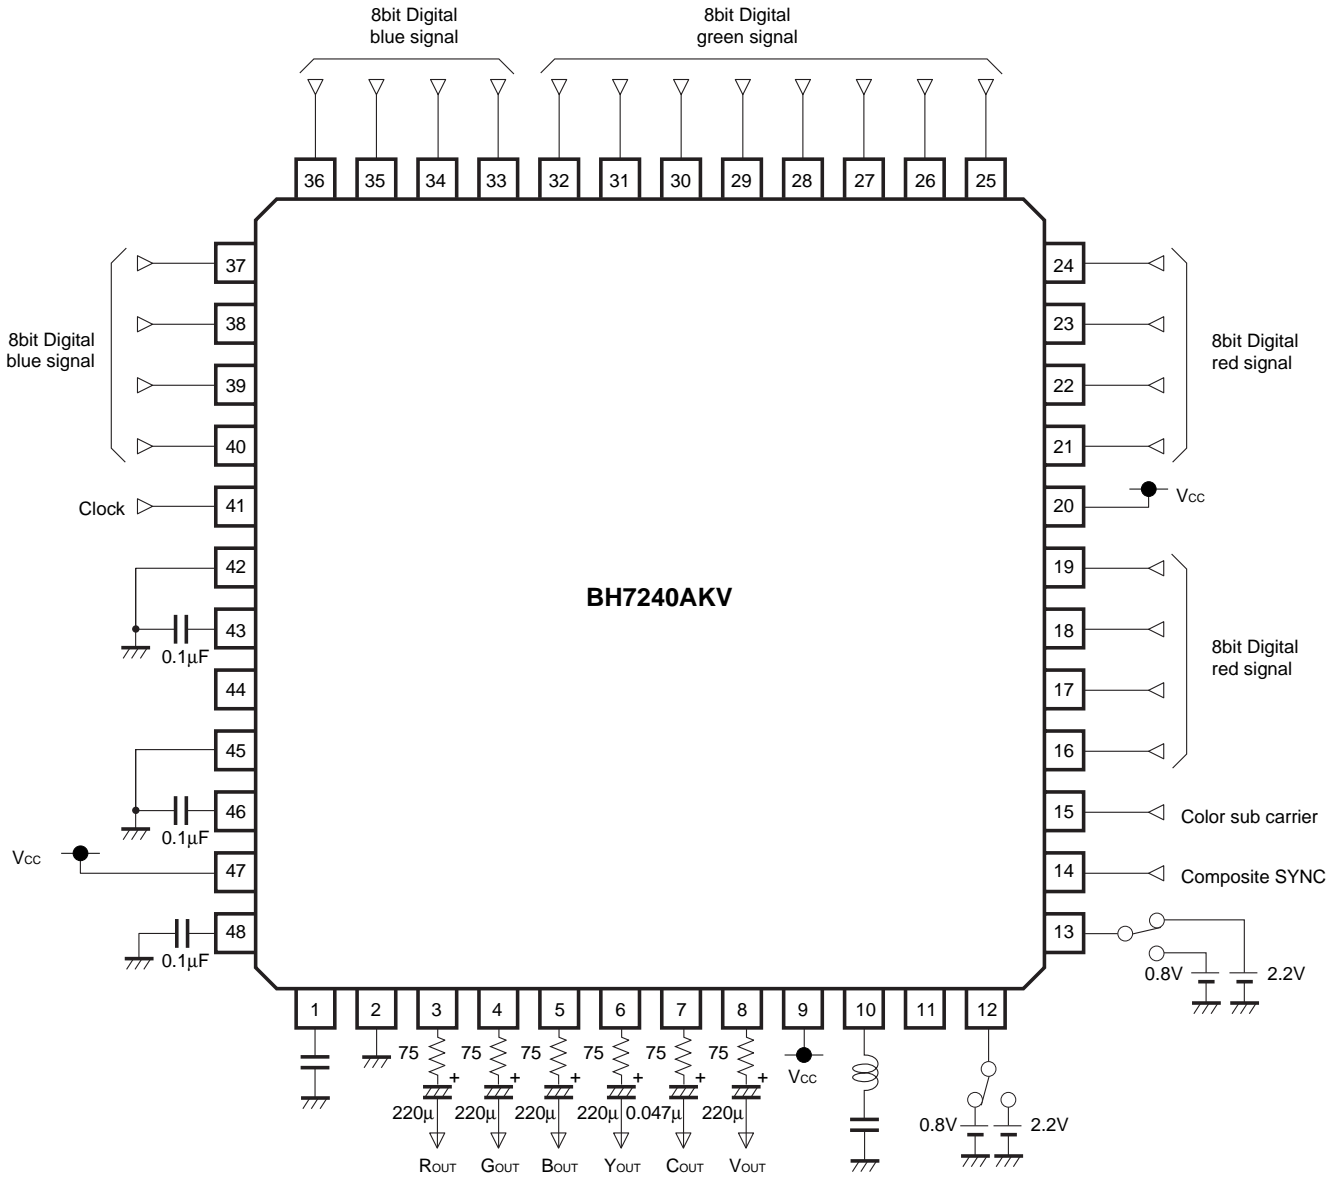 8bit Digital
blue signal
8bit Digital
green signal
36 35 34 33 32 31 30 29 28 27 26 25
8bit Digital
blue signal
37
38
39
40
Clock
41
42
43
0.1µF
44
45
46
0.1µF
VCC
47
48
0.1µF
BH7240AKV
24
23
22
21
8bit Digital
red signal
20
VCC
19
18
17
16
8bit Digital
red signal
15
Color sub carrier
14
Composite SYNC
13
0.8V
2.2V
1 2 3 4 5 6 7 8 9 10 11 12
75 75 75 75 75 75
+ + + + + +
VCC
220µ 220µ 220µ 220µ 0.047µ 220µ
0.8V 2.2V
ROUT GOUT BOUT YOUT COUT VOUT